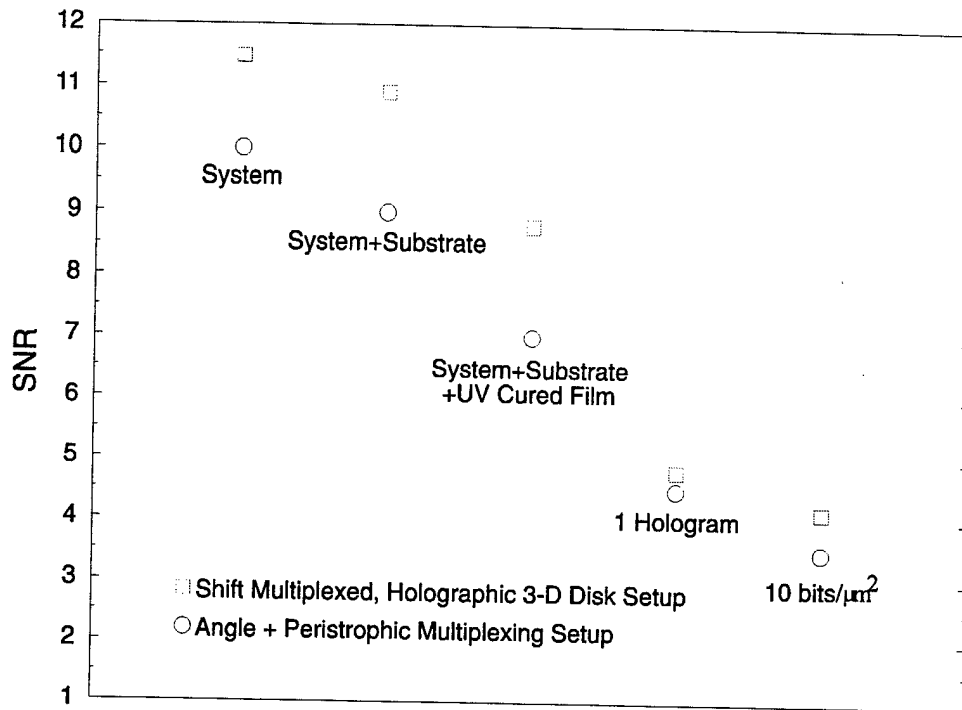 12
11
10
9
8
7
6
5
4
3
2
1
SNR
System
System+Substrate
System+Substrate
+UV Cured Film
1 Hologram
10 bits/μm²
Shift Multiplexed, Holographic 3-D Disk Setup
Angle + Peristrophic Multiplexing Setup